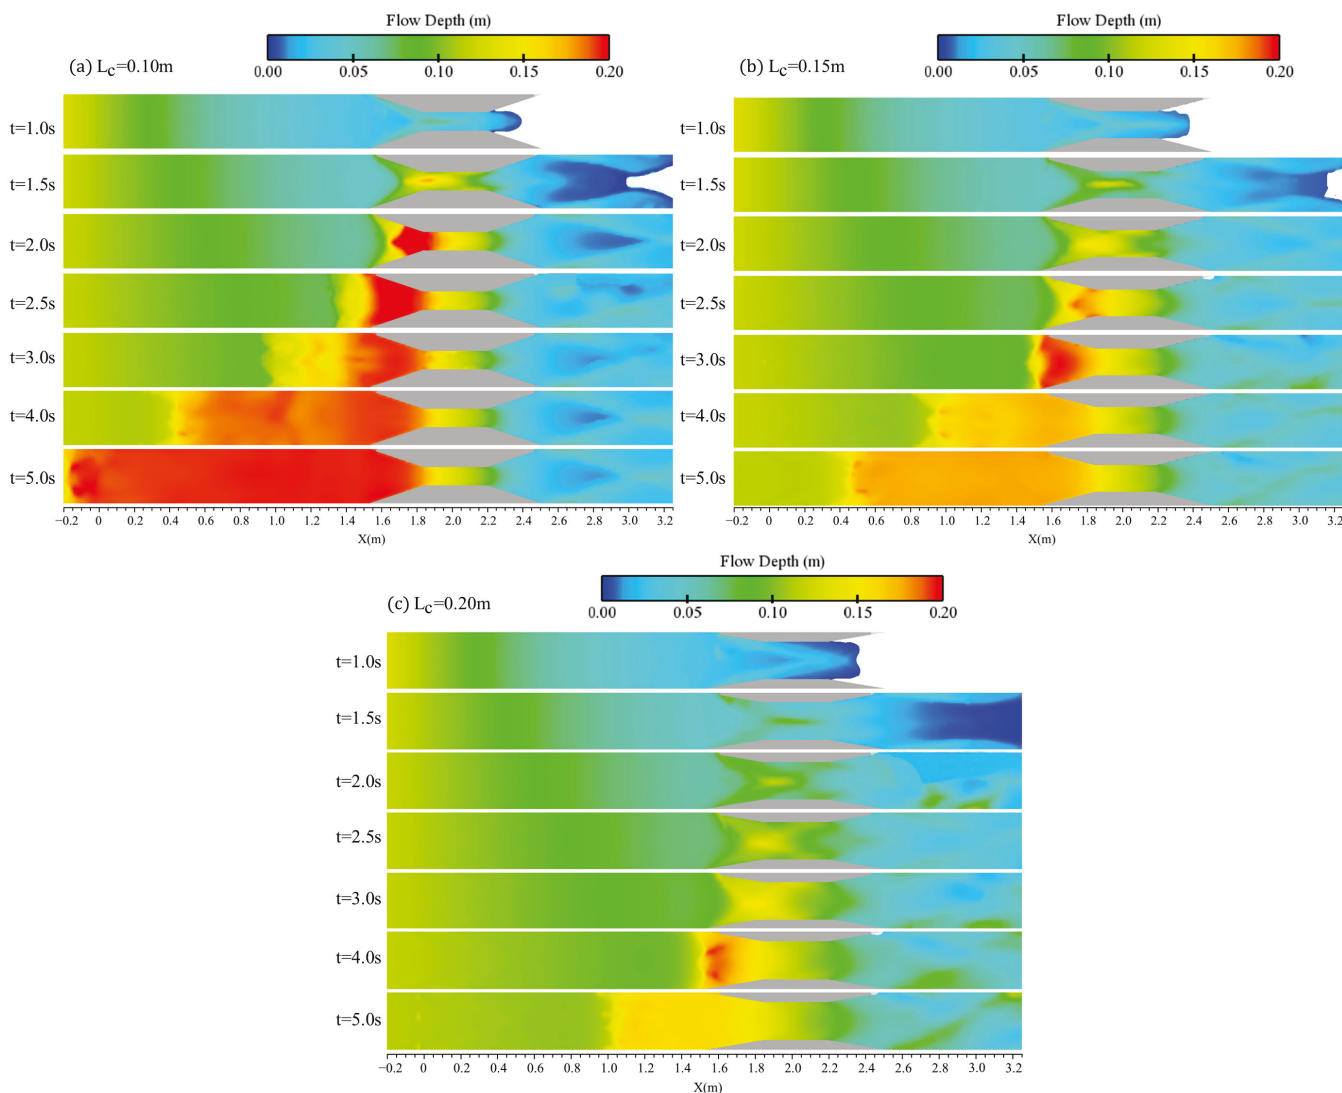 Flow Depth (m)
(a) Lc=0.10m
0.00 0.05 0.10 0.15 0.20
t=1.0s
t=1.5s
t=2.0s
t=2.5s
t=3.0s
t=4.0s
t=5.0s
−0.2 0 0.2 0.4 0.6 0.8 1.0 1.2 1.4 1.6 1.8 2.0 2.2 2.4 2.6 2.8 3.0 3.2
X(m)
Flow Depth (m)
(b) Lc=0.15m
0.00 0.05 0.10 0.15 0.20
t=1.0s
t=1.5s
t=2.0s
t=2.5s
t=3.0s
t=4.0s
t=5.0s
−0.2 0 0.2 0.4 0.6 0.8 1.0 1.2 1.4 1.6 1.8 2.0 2.2 2.4 2.6 2.8 3.0 3.2
X(m)
Flow Depth (m)
(c) Lc=0.20m
0.00 0.05 0.10 0.15 0.20
t=1.0s
t=1.5s
t=2.0s
t=2.5s
t=3.0s
t=4.0s
t=5.0s
−0.2 0 0.2 0.4 0.6 0.8 1.0 1.2 1.4 1.6 1.8 2.0 2.2 2.4 2.6 2.8 3.0 3.2
X(m)